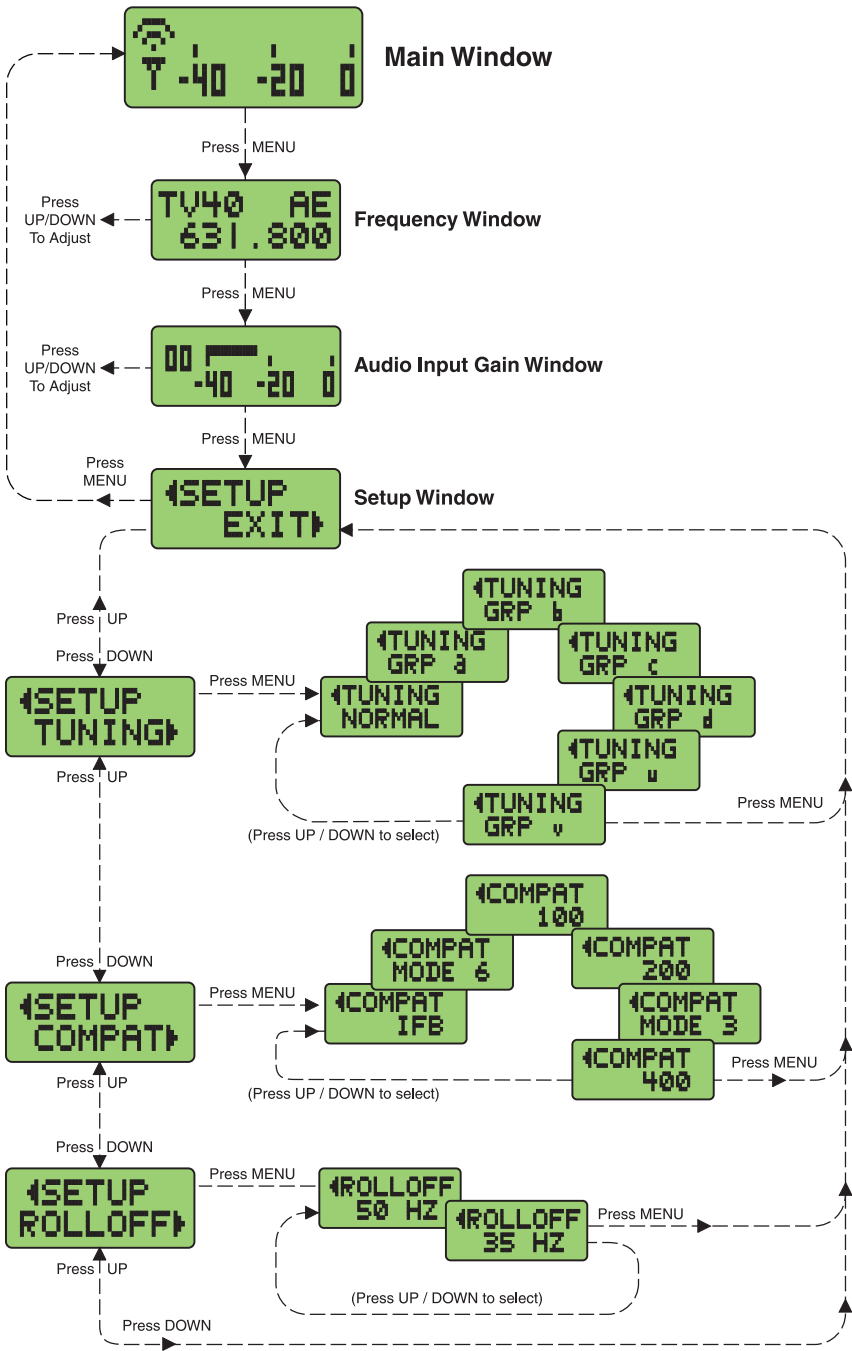 -40 -20 0
Main Window
Press MENU
TV40 AE
631.800
Frequency Window
Press
UP/DOWN
To Adjust
Press MENU
00
-40 -20 0
Audio Input Gain Window
Press
UP/DOWN
To Adjust
Press MENU
Press
MENU
SETUP
EXIT
Setup Window
Press UP
Press DOWN
SETUP
TUNING
Press MENU
TUNING
NORMAL
TUNING
GRP a
TUNING
GRP b
TUNING
GRP c
TUNING
GRP d
TUNING
GRP u
TUNING
GRP v
(Press UP / DOWN to select)
Press MENU
Press UP
Press DOWN
SETUP
COMPAT
Press MENU
COMPAT
IFB
COMPAT
MODE 6
COMPAT
100
COMPAT
200
COMPAT
MODE 3
COMPAT
400
(Press UP / DOWN to select)
Press MENU
Press UP
Press DOWN
SETUP
ROLLOFF
Press MENU
ROLLOFF
50 HZ
ROLLOFF
35 HZ
Press MENU
(Press UP / DOWN to select)
Press UP
Press DOWN